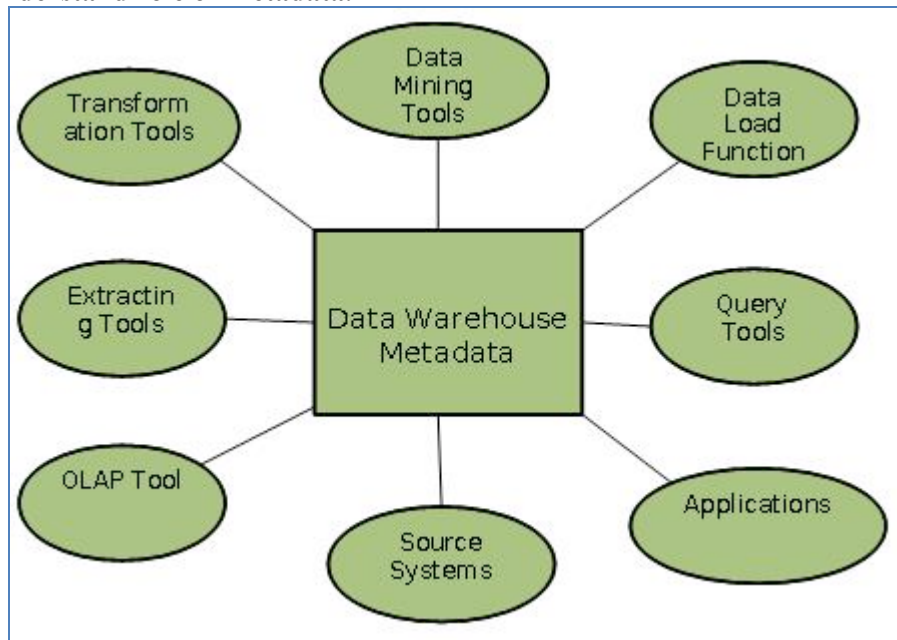 Data
Mining
Tools
Transform
ation Tools
Data
Load
Function
Extractin
g Tools
Data Warehouse
Metadata
Query
Tools
OLAP Tool
Source
Systems
Applications